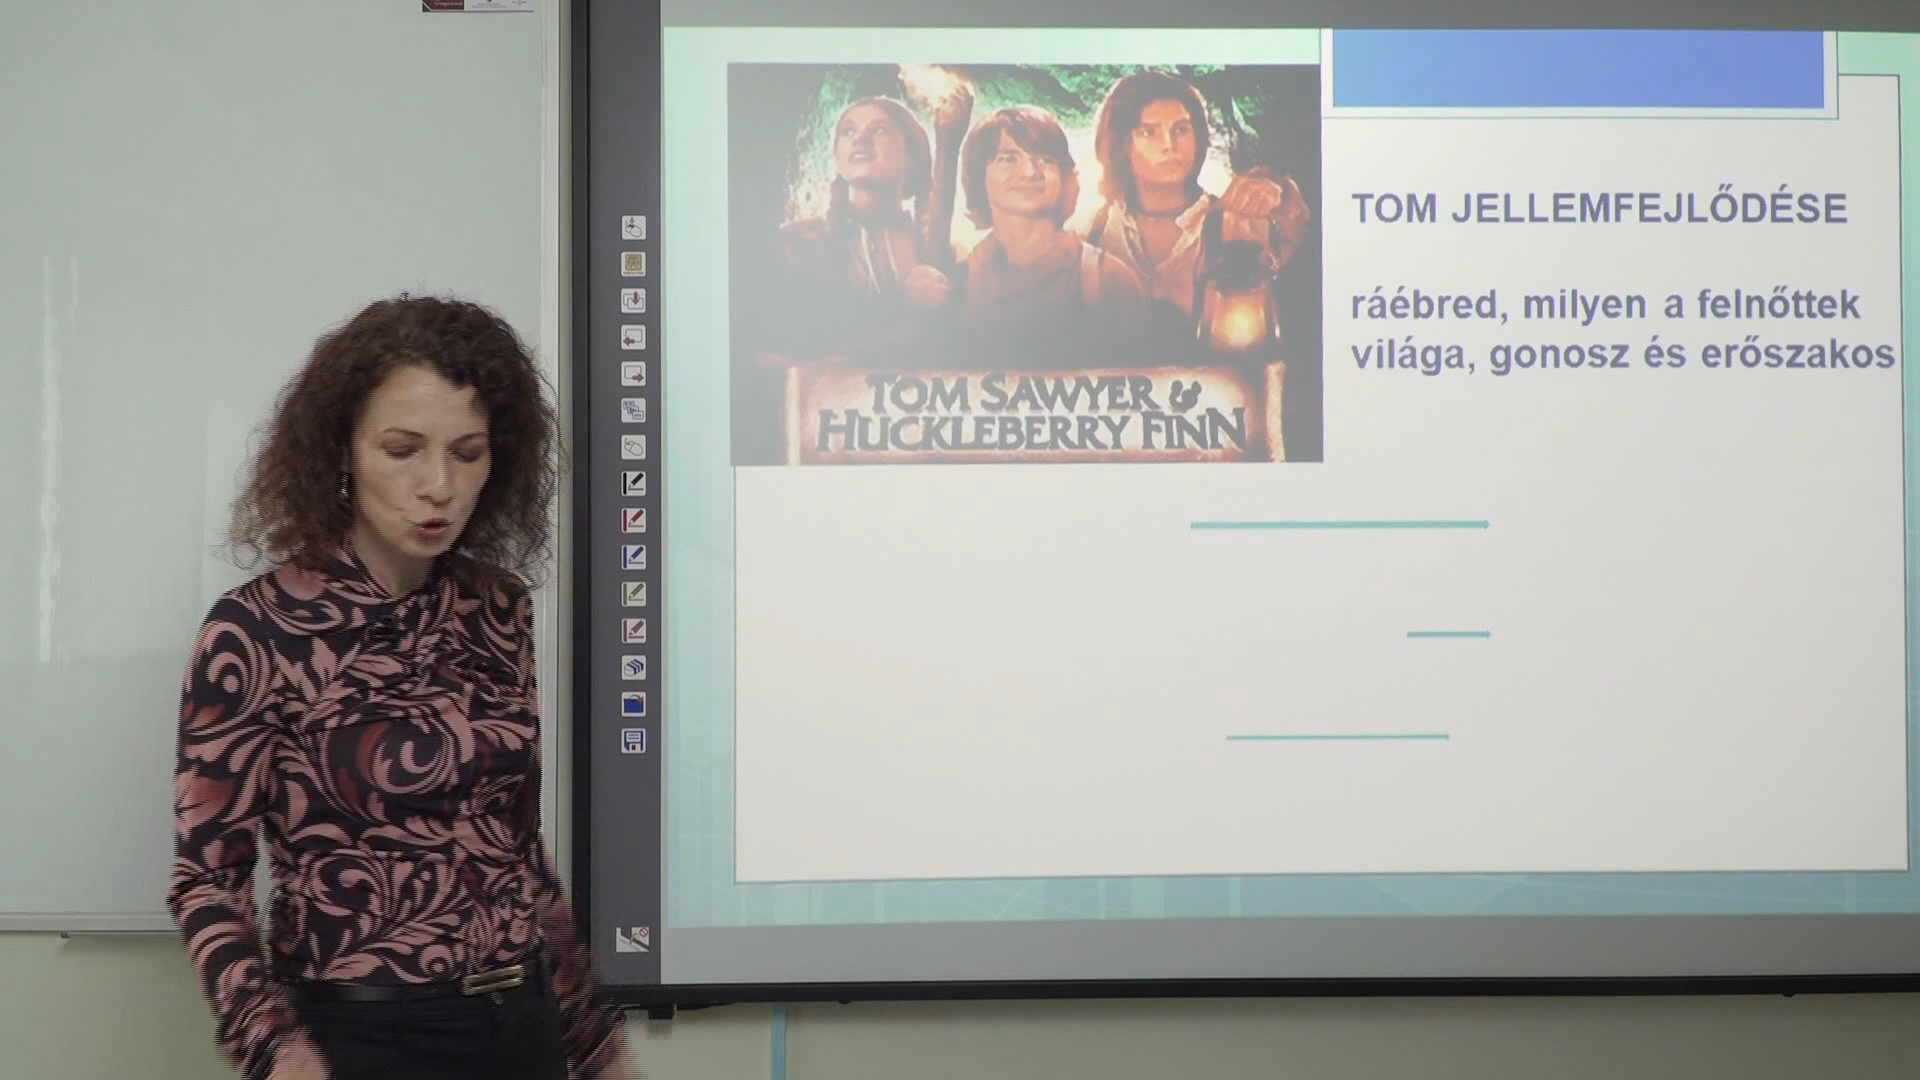 TOM SAWYER &
HUCKLEBERRY FINN
TOM JELLEMFEJLŐDÉSE
ráébred, milyen a felnőttek
világa, gonosz és erőszakos